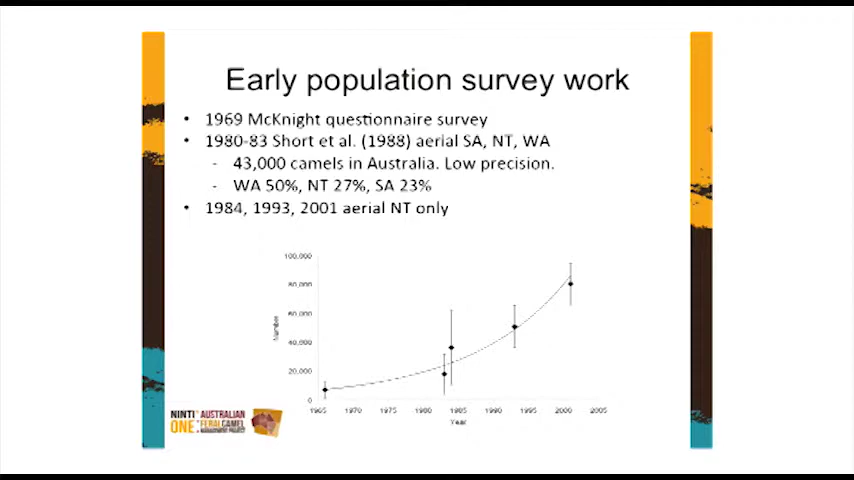 Early population survey work
• 1969 McKnight questionnaire survey
• 1980-83 Short et al. (1988) aerial SA, NT, WA
- 43,000 camels in Australia. Low precision.
- WA 50%, NT 27%, SA 23%
• 1984, 1993, 2001 aerial NT only
100,000
80,000
60,000
40,000
20,000
0
Number
1965 1970 1975 1980 1985 1990 1995 2000 2005
Year
NINTI ONE
AUSTRALIAN
FERAL CAMEL
MANAGEMENT PROJECT